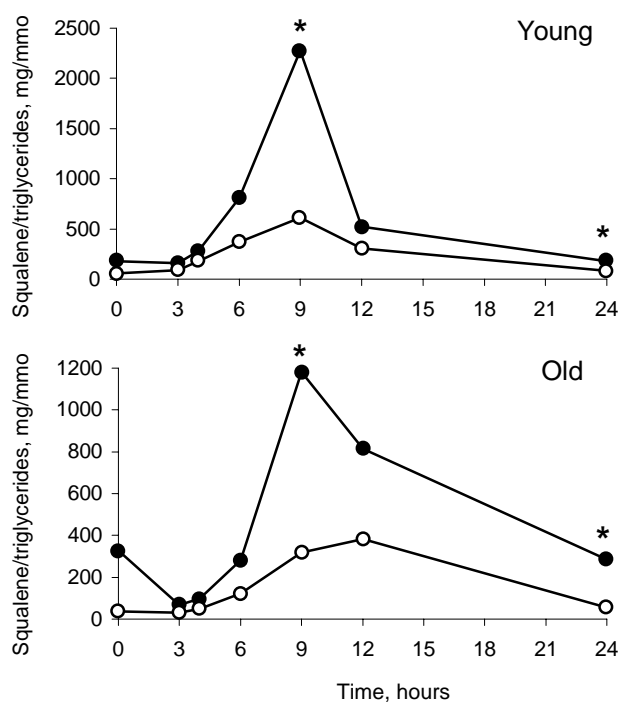 Squalene/triglycerides, mg/mmo
2500
2000
1500
1000
500
0
*
*
Young
0 3 6 9 12 15 18 21 24
Squalene/triglycerides, mg/mmo
1200
1000
800
600
400
200
0
*
*
Old
0 3 6 9 12 15 18 21 24
Time, hours